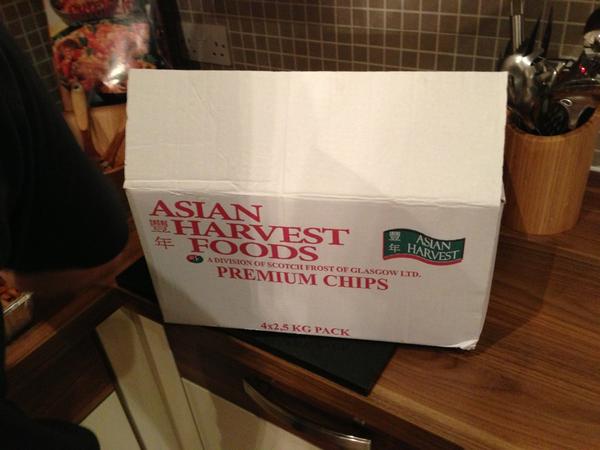 ASIAN
豐 HARVEST
年 FOODS
A DIVISION OF SCOTCH FROST OF GLASGOW LTD.
PREMIUM CHIPS
4x2,5 KG PACK
豐 ASIAN
年 HARVEST